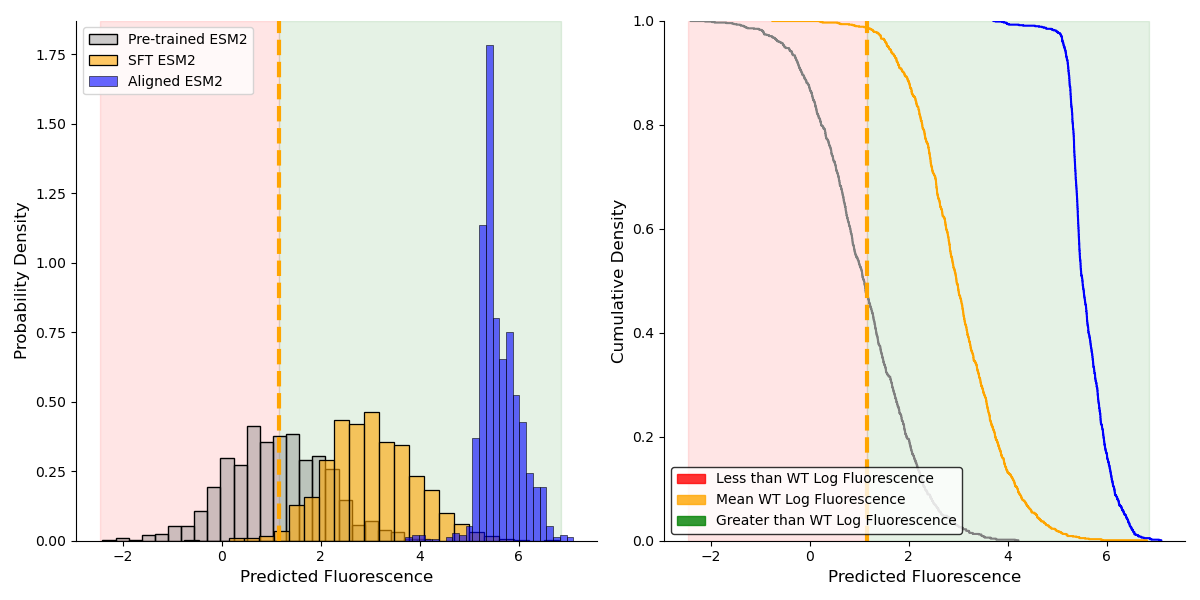 Pre-trained ESM2
SFT ESM2
Aligned ESM2
1.75
1.50
1.25
1.00
0.75
0.50
0.25
0.00
Probability Density
−2
0
2
4
6
Predicted Fluorescence
1.0
0.8
0.6
0.4
0.2
0.0
Cumulative Density
Less than WT Log Fluorescence
Mean WT Log Fluorescence
Greater than WT Log Fluorescence
−2
0
2
4
6
Predicted Fluorescence